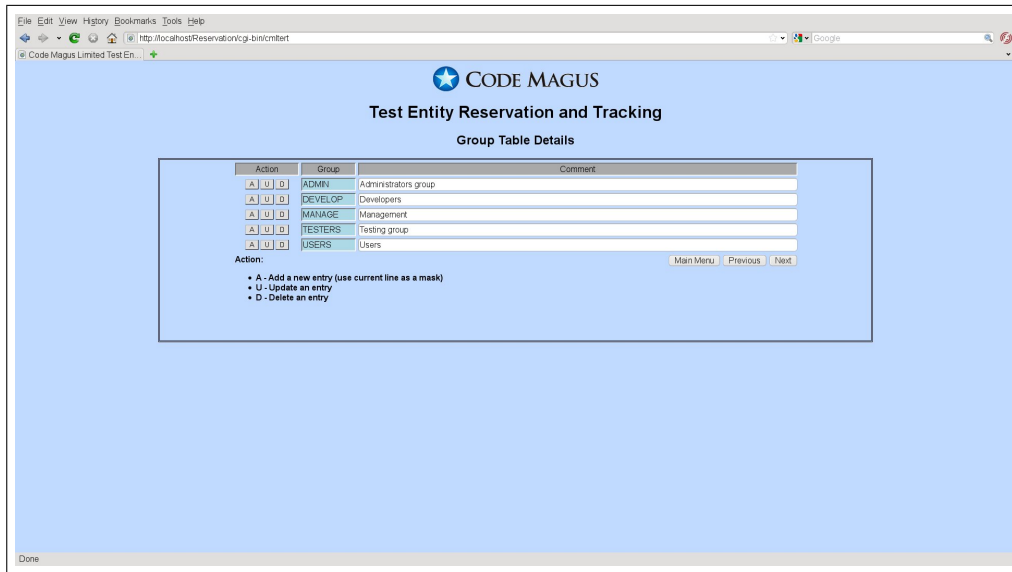 File Edit View History Bookmarks Tools Help
http://localhost/Reservation/cgi-bin/cmltert
Google
Code Magus Limited Test En...
CODE MAGUS
Test Entity Reservation and Tracking
Group Table Details
Action Group Comment
A U D ADMIN Administrators group
A U D DEVELOP Developers
A U D MANAGE Management
A U D TESTERS Testing group
A U D USERS Users
Action: Main Menu Previous Next
• A - Add a new entry (use current line as a mask)
• U - Update an entry
• D - Delete an entry
Done